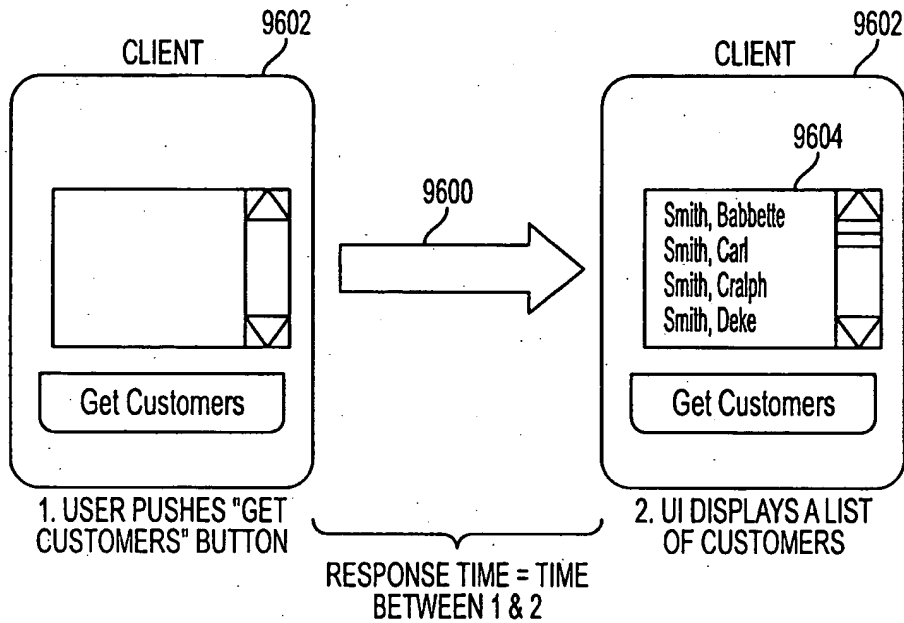 9602
CLIENT
Get Customers
1. USER PUSHES "GET
CUSTOMERS" BUTTON
9600
RESPONSE TIME = TIME
BETWEEN 1 & 2
9602
CLIENT
9604
Smith, Babbette
Smith, Carl
Smith, Cralph
Smith, Deke
Get Customers
2. UI DISPLAYS A LIST
OF CUSTOMERS